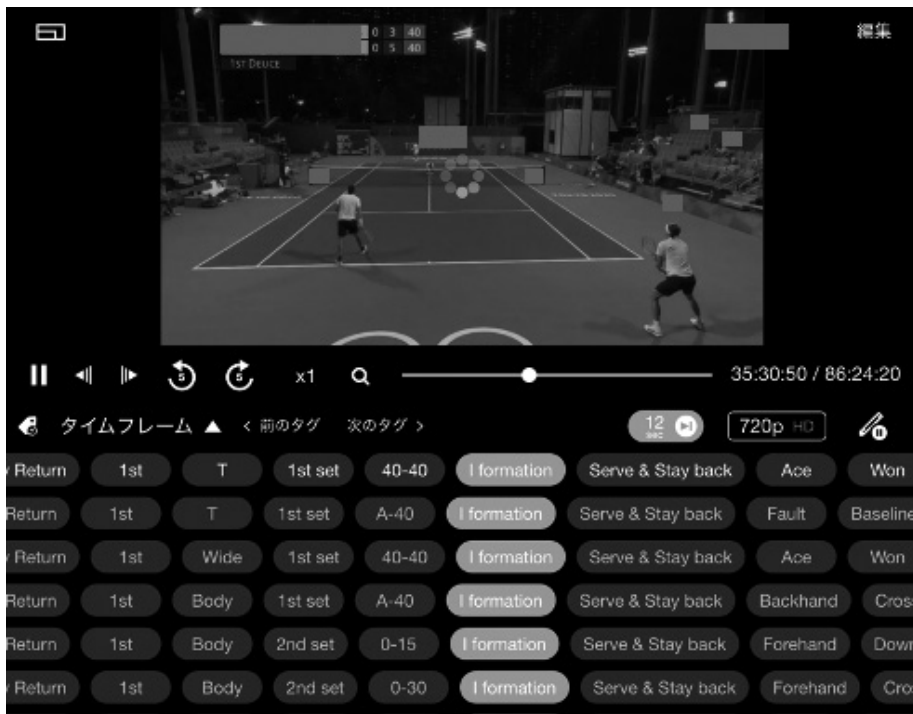 編集
0 3 40
0 5 40
1ST DEUCE
5 5 x1 35:30:50 / 86:24:20
タイムフレーム ▲ < 前のタグ 次のタグ > 12 sec 720p HD
Return 1st T 1st set 40-40 I formation Serve & Stay back Ace Won
Return 1st T 1st set A-40 I formation Serve & Stay back Fault Baseline
Return 1st Wide 1st set 40-40 I formation Serve & Stay back Ace Won
Return 1st Body 1st set A-40 I formation Serve & Stay back Backhand Cros
Return 1st Body 2nd set 0-15 I formation Serve & Stay back Forehand Down
Return 1st Body 2nd set 0-30 I formation Serve & Stay back Forehand Cro